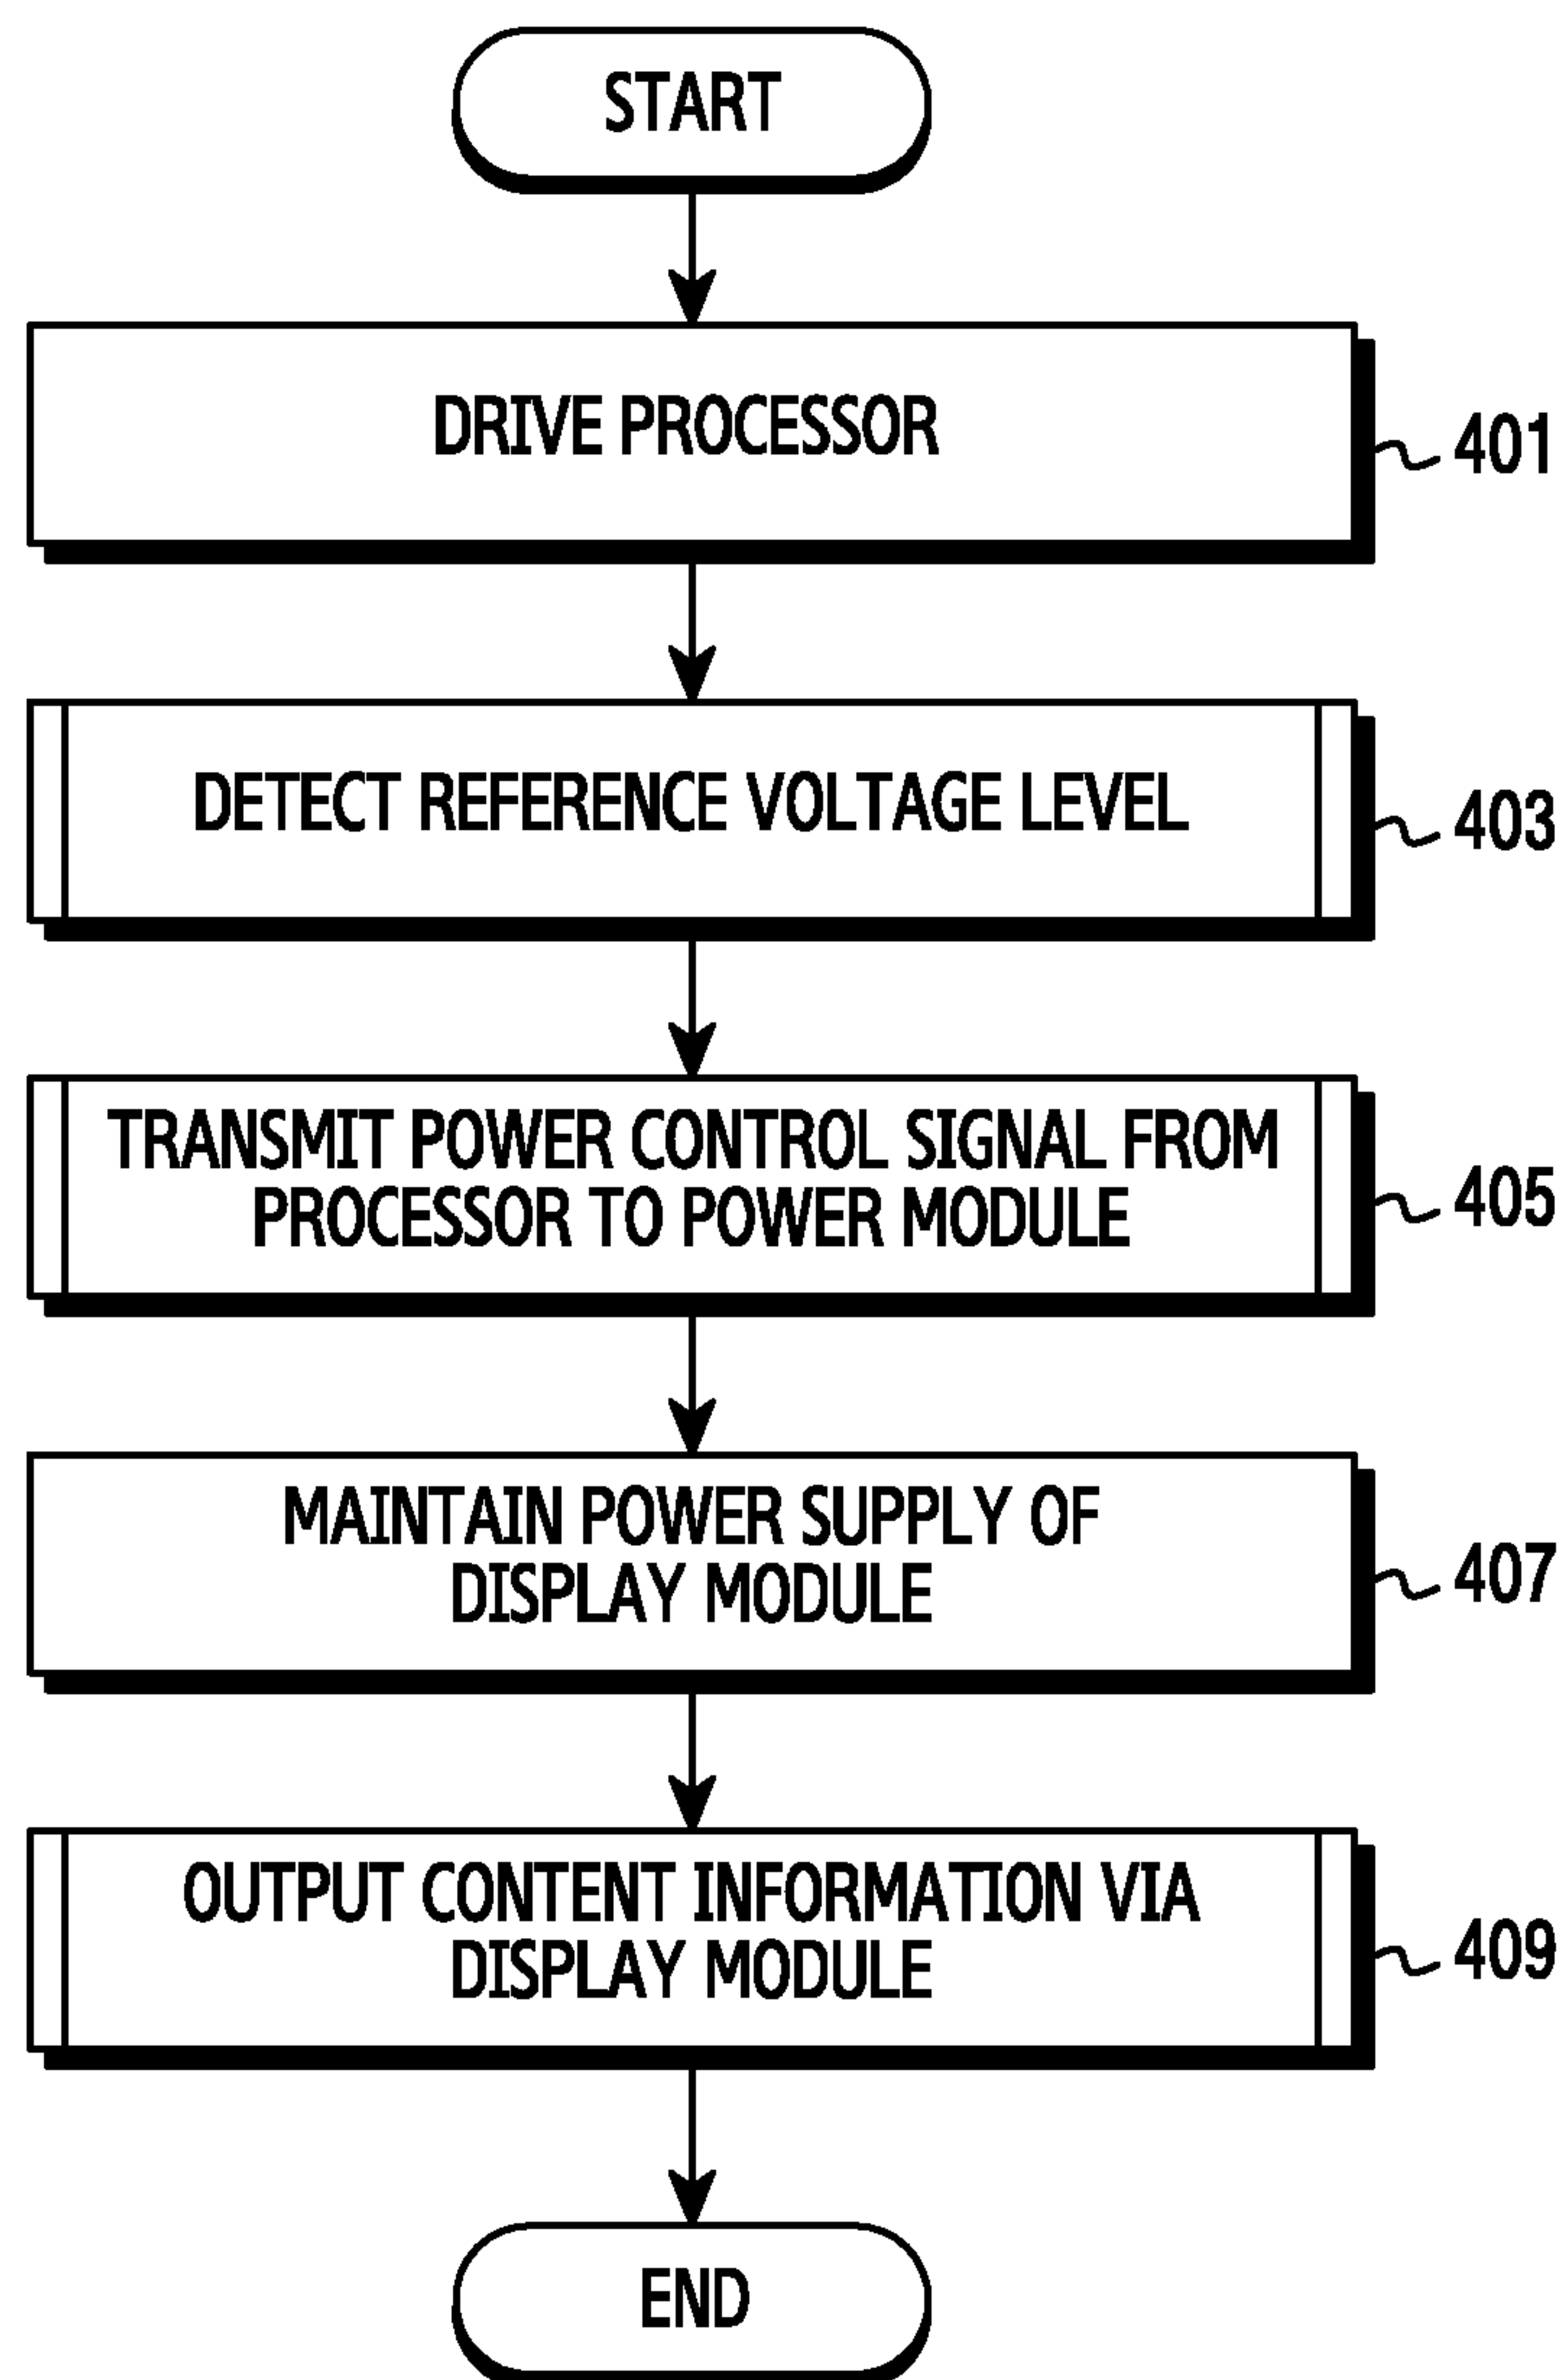 START
DRIVE PROCESSOR
401
DETECT REFERENCE VOLTAGE LEVEL
403
TRANSMIT POWER CONTROL SIGNAL FROM
PROCESSOR TO POWER MODULE
405
MAINTAIN POWER SUPPLY OF
DISPLAY MODULE
407
OUTPUT CONTENT INFORMATION VIA
DISPLAY MODULE
409
END